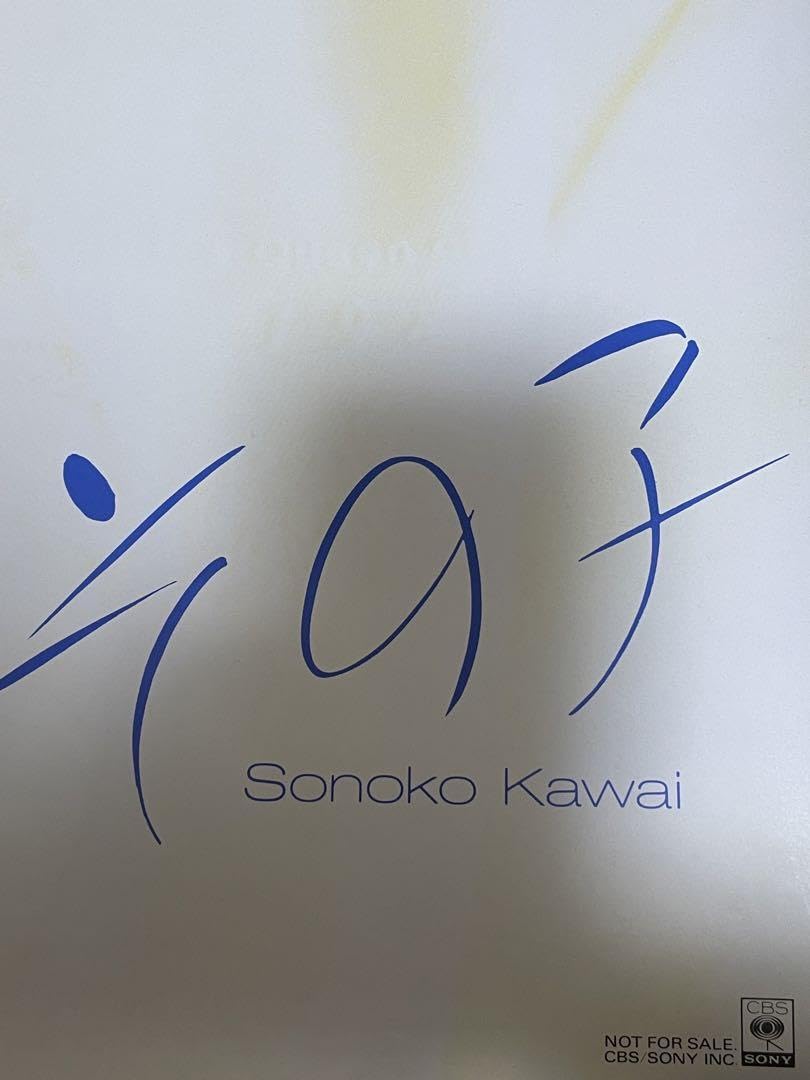 その子
Sonoko Kawai
NOT FOR SALE.
CBS/SONY INC.
CBS
SONY